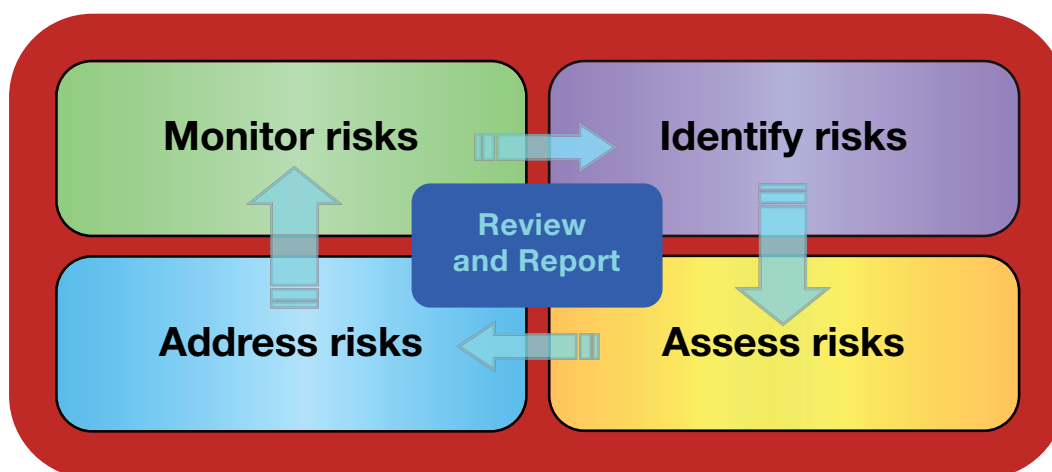 Monitor risks
Identify risks
Review
and Report
Address risks
Assess risks